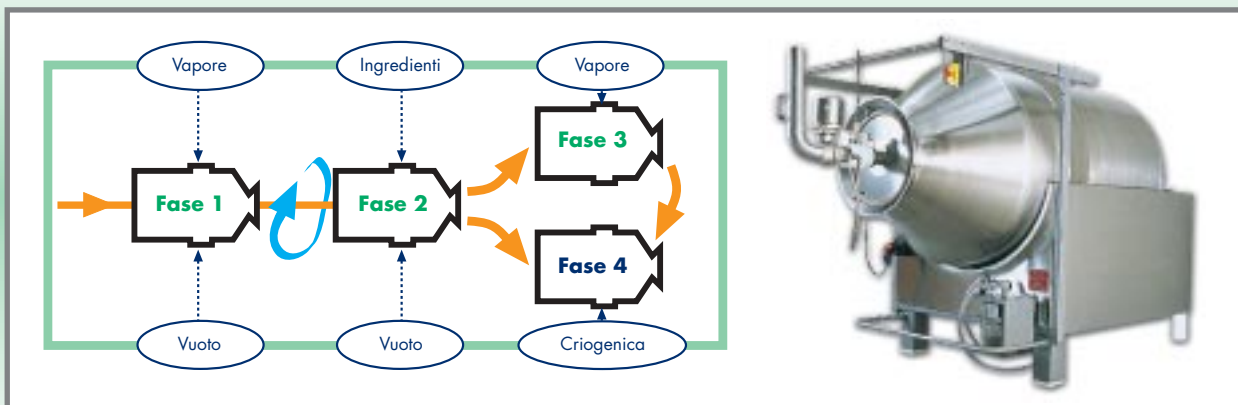 Vapore
Ingredienti
Vapore
Fase 1
Fase 2
Fase 3
Fase 4
Vuoto
Vuoto
Criogenica